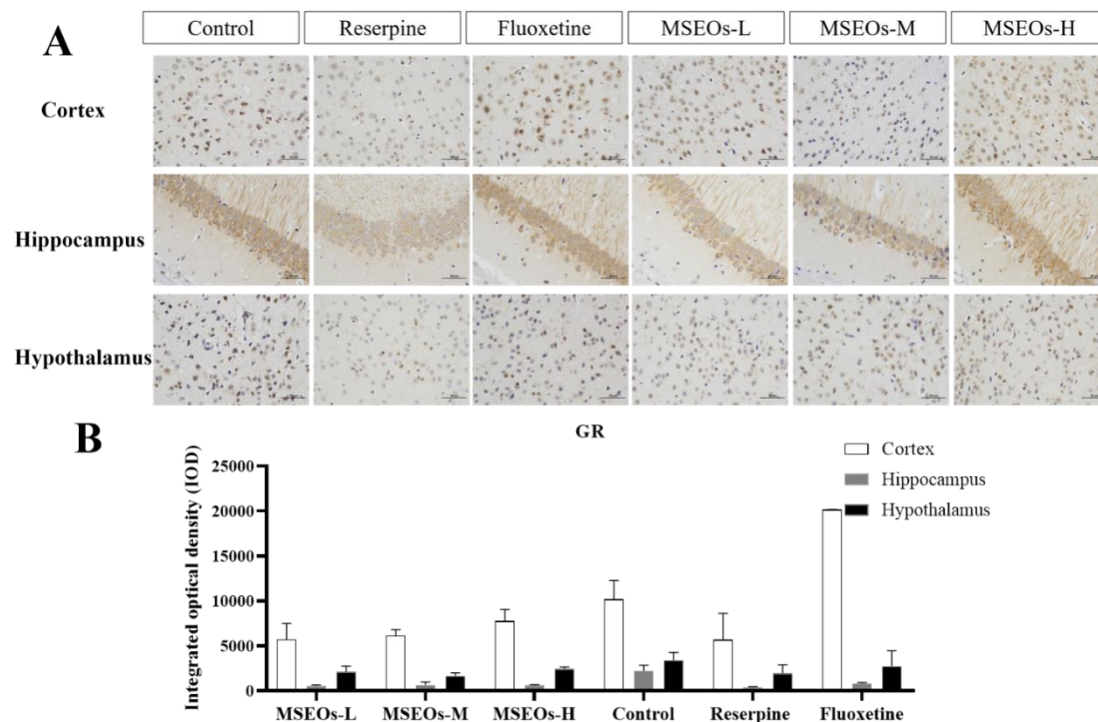 A
Control Reserpine Fluoxetine MSEOs-L MSEOs-M MSEOs-H
Cortex
Hippocampus
Hypothalamus
B
GR
Cortex
Hippocampus
Hypothalamus
Integrated optical density (IOD)
25000
20000
15000
10000
5000
0
MSEOs-L MSEOs-M MSEOs-H Control Reserpine Fluoxetine